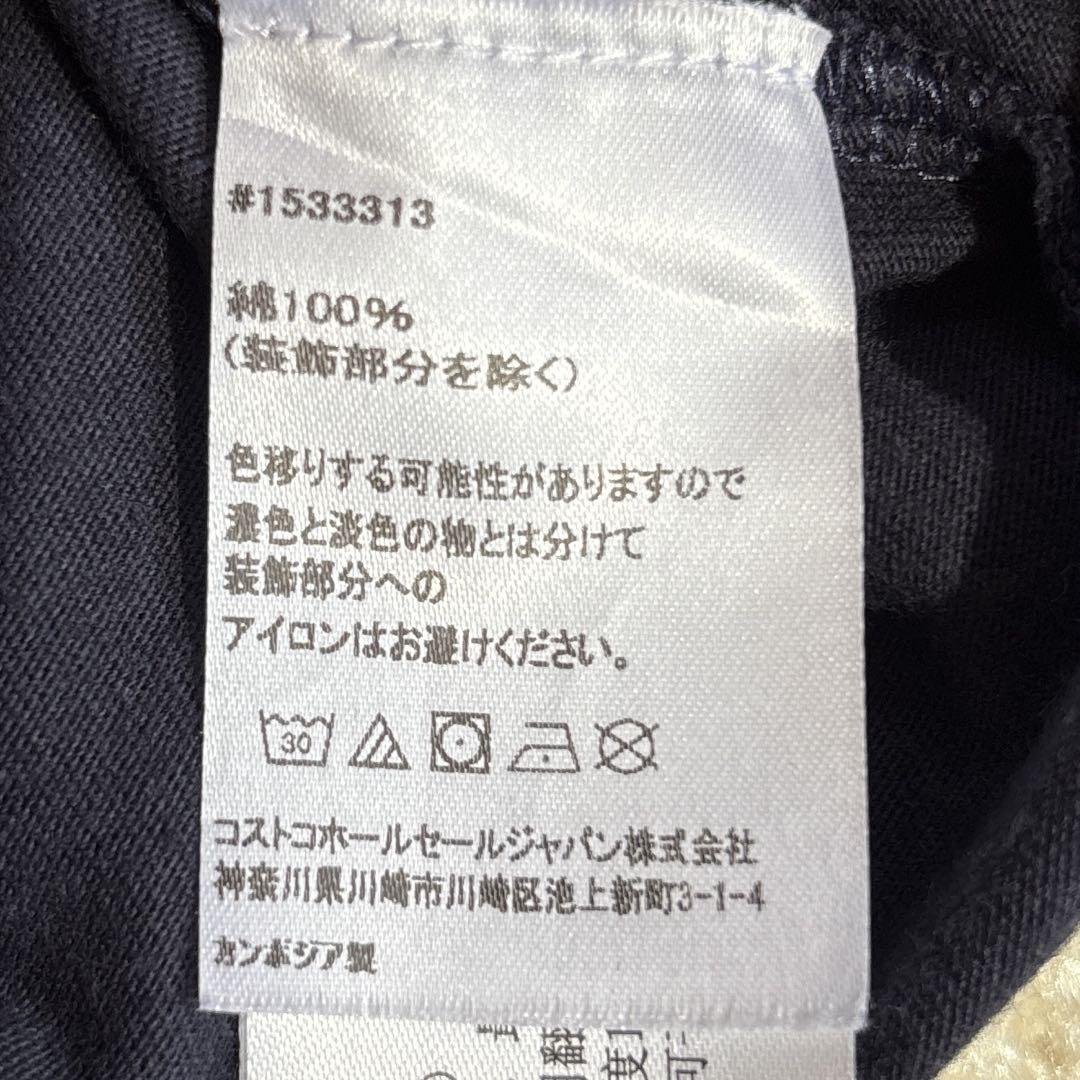 #1533313
綿100%
(装飾部分を除く)
色移りする可能性がありますので
濃色と淡色の物とは分けて
装飾部分への
アイロンはお避けください。
30
コストコホールセールジャパン株式会社
神奈川県川崎市川崎区池上新町3-1-4
カンボジア製
翻
度
可